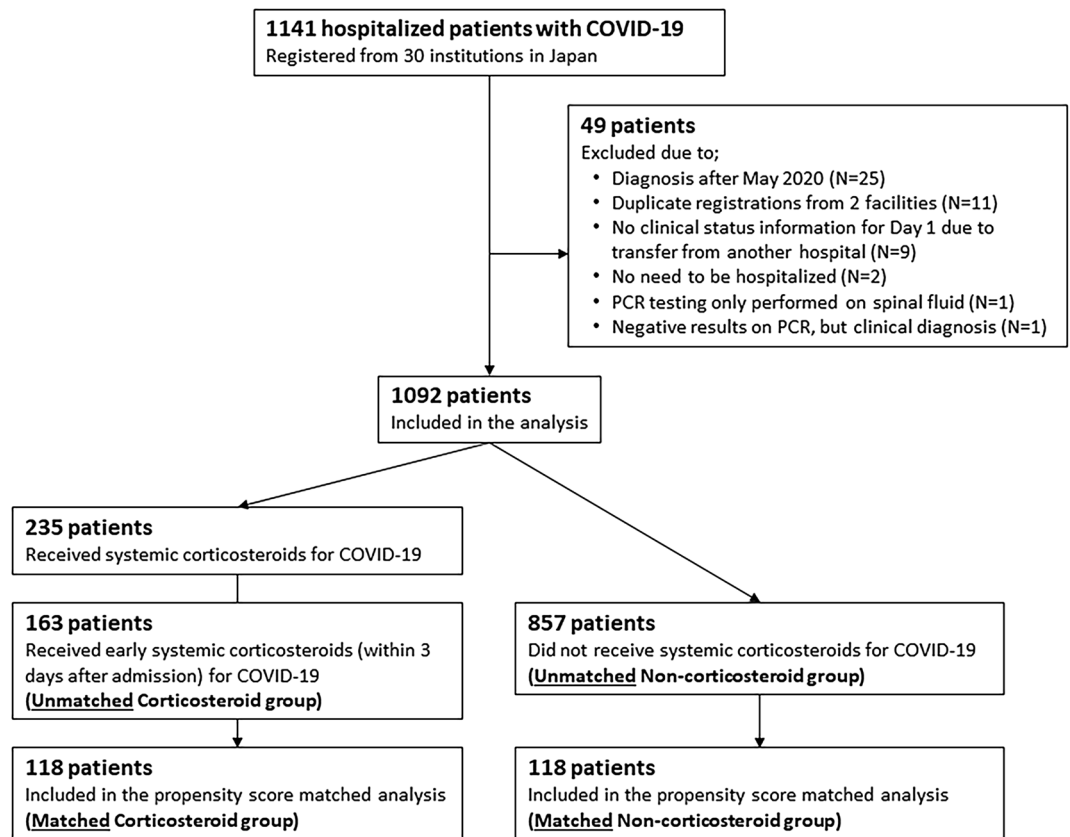 1141 hospitalized patients with COVID-19
Registered from 30 institutions in Japan
49 patients
Excluded due to;
• Diagnosis after May 2020 (N=25)
• Duplicate registrations from 2 facilities (N=11)
• No clinical status information for Day 1 due to
transfer from another hospital (N=9)
• No need to be hospitalized (N=2)
• PCR testing only performed on spinal fluid (N=1)
• Negative results on PCR, but clinical diagnosis (N=1)
1092 patients
Included in the analysis
235 patients
Received systemic corticosteroids for COVID-19
163 patients
Received early systemic corticosteroids (within 3
days after admission) for COVID-19
(Unmatched Corticosteroid group)
857 patients
Did not receive systemic corticosteroids for COVID-19
(Unmatched Non-corticosteroid group)
118 patients
Included in the propensity score matched analysis
(Matched Corticosteroid group)
118 patients
Included in the propensity score matched analysis
(Matched Non-corticosteroid group)